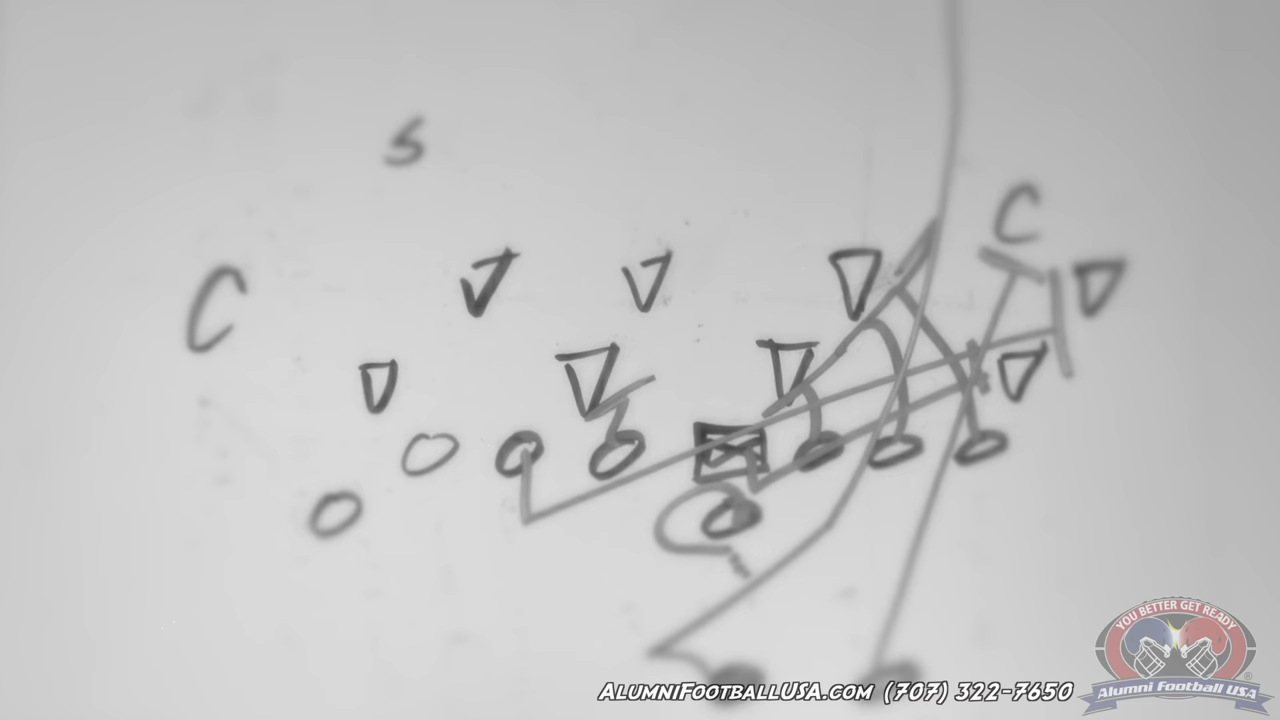 S
C
C
YOU BETTER GET READY
Alumni Football USA
ALUMNIFOOTBALLUSA.COM (707) 322-7650